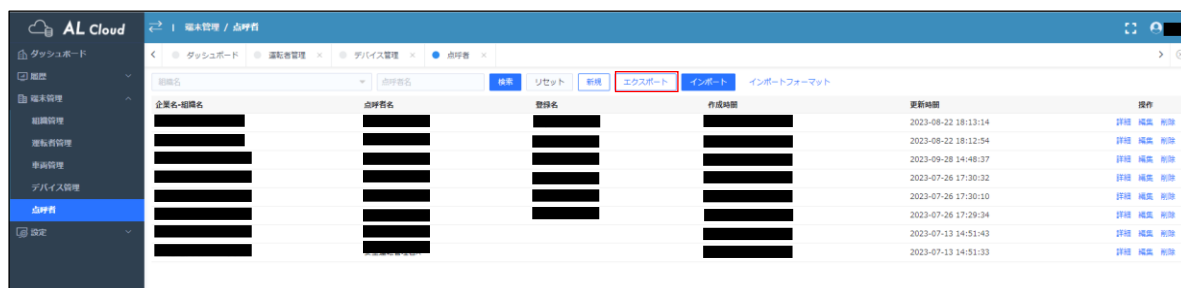 AL Cloud
端末管理 / 点呼者
ダッシュボード
履歴
端末管理
組織管理
運転者管理
車両管理
デバイス管理
点呼者
設定
ダッシュボード × 運転者管理 × デバイス管理 × 点呼者 ×
組織名 点呼者名 検索 リセット 新規 エクスポート インポート インポートフォーマット
企業名-組織名 点呼者名 登録名 作成時間 更新時間 操作
2023-08-22 18:13:14 詳細 編集 削除
2023-08-22 18:12:54 詳細 編集 削除
2023-09-28 14:48:37 詳細 編集 削除
2023-07-26 17:30:32 詳細 編集 削除
2023-07-26 17:30:10 詳細 編集 削除
2023-07-26 17:29:34 詳細 編集 削除
2023-07-13 14:51:43 詳細 編集 削除
2023-07-13 14:51:33 詳細 編集 削除